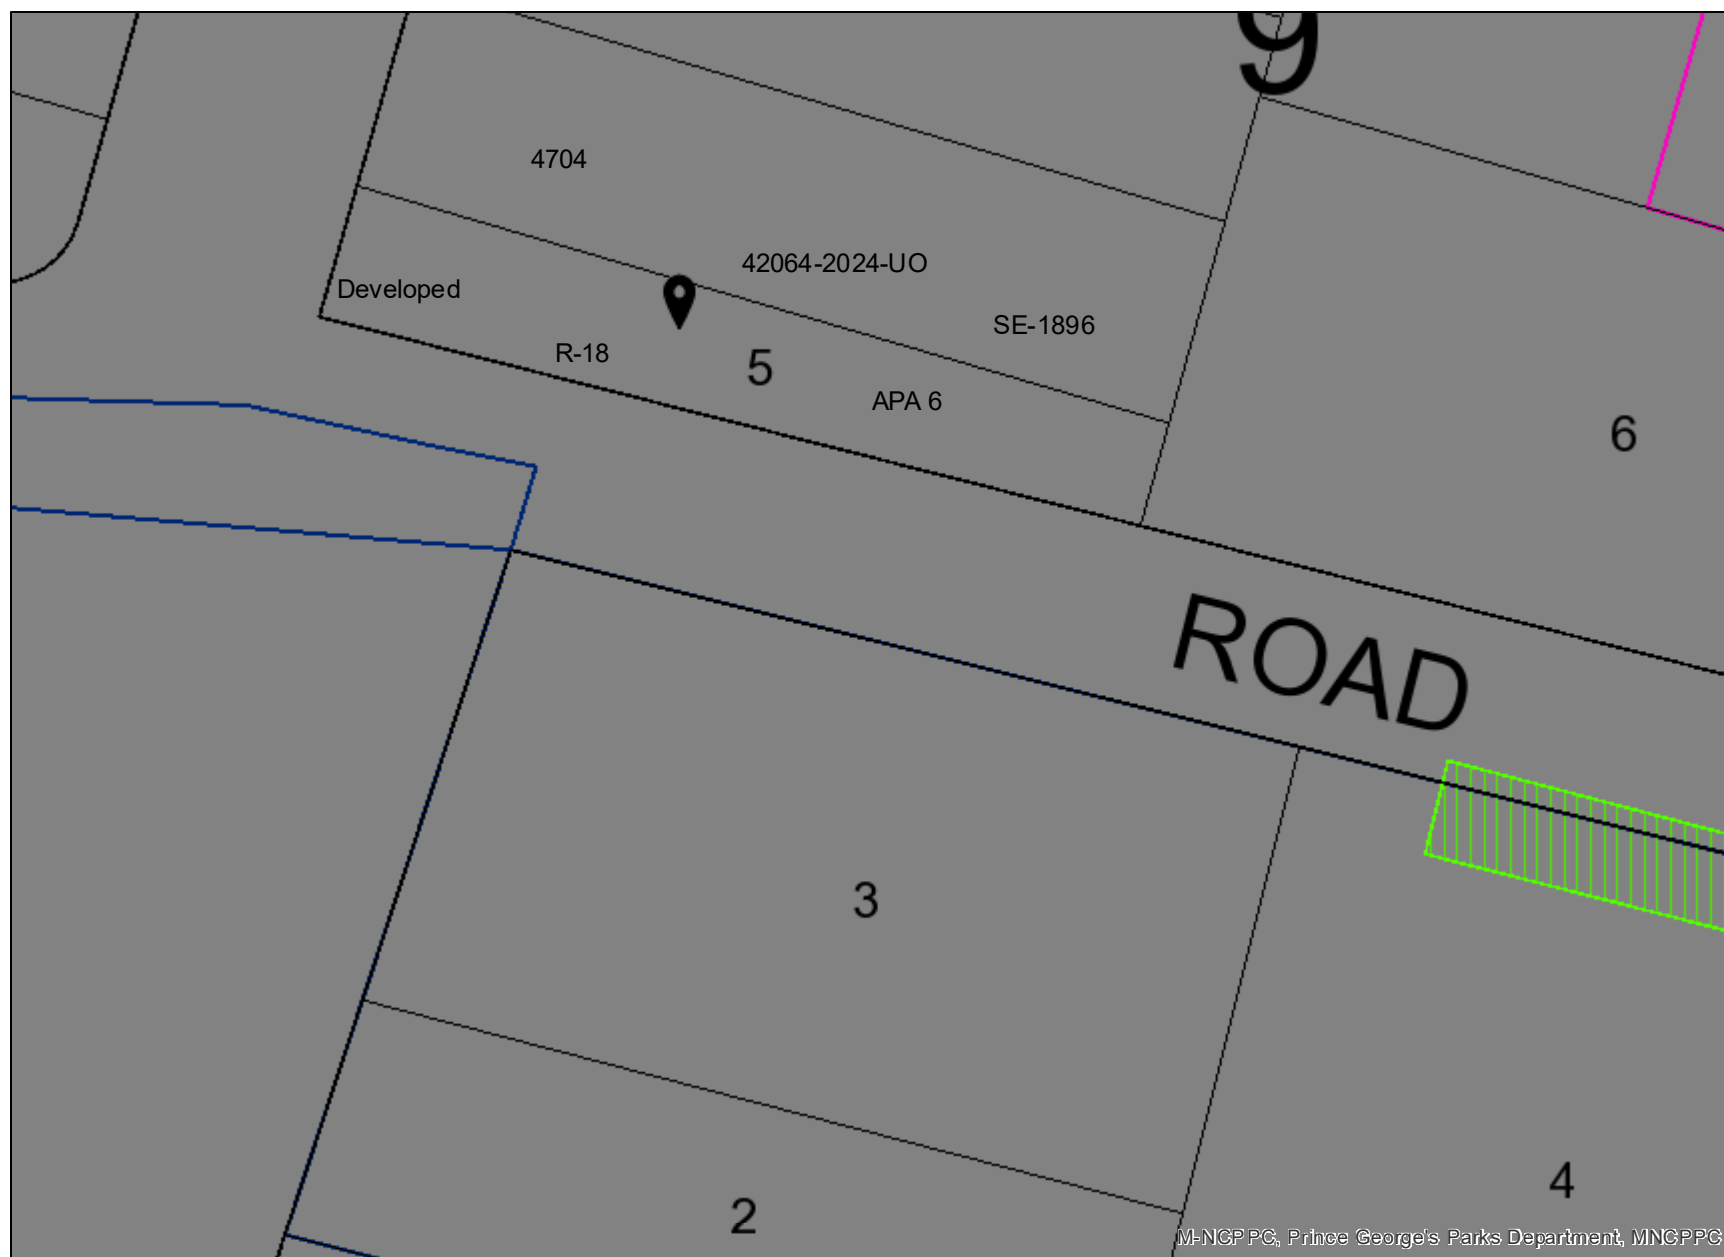 9
4704
42064-2024-UO
Developed
SE-1896
R-18
5
APA 6
6
ROAD
3
4
2
M-NCPPC, Prince George's Parks Department, MNCPPC